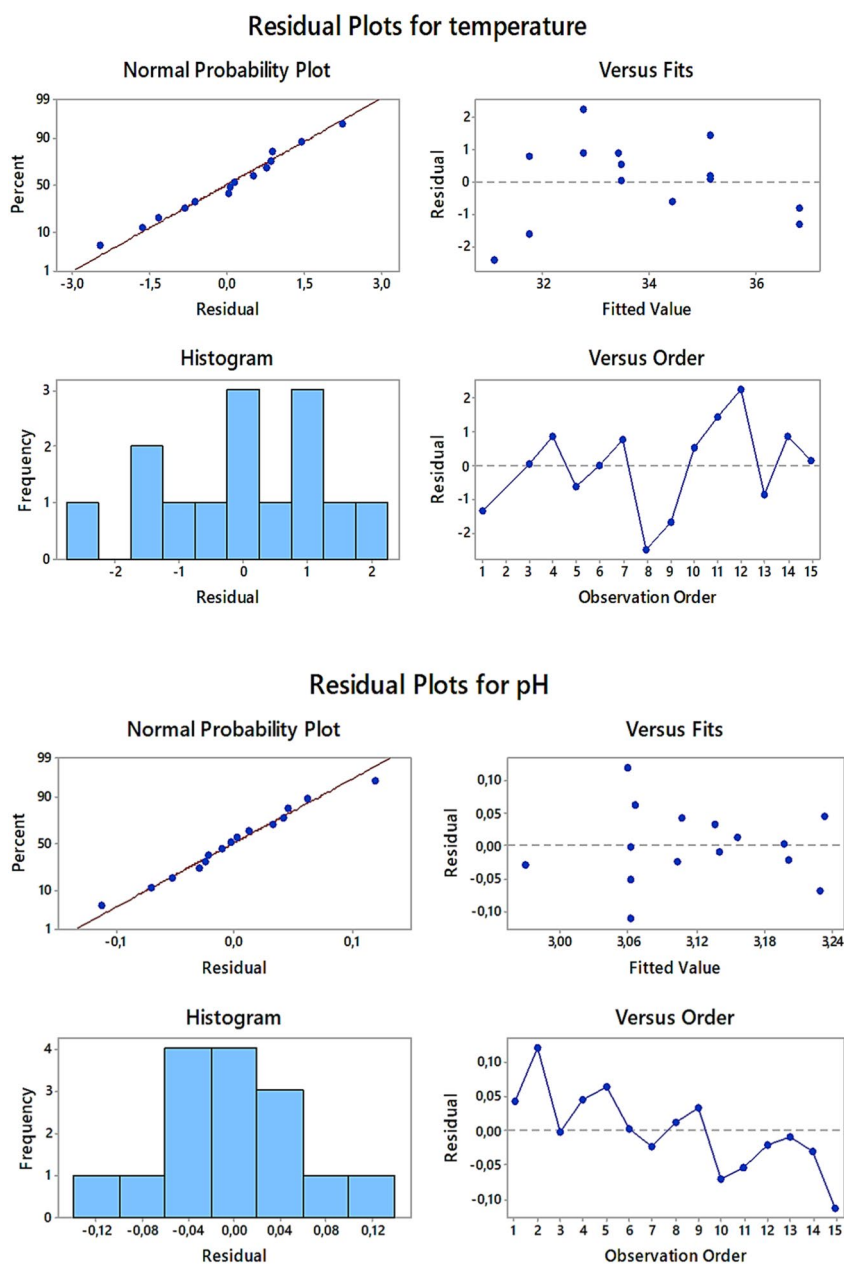 Residual Plots for temperature
Normal Probability Plot
99
90
50
10
1
Percent
-3,0 -1,5 0,0 1,5 3,0
Residual
Versus Fits
2
1
0
-1
-2
Residual
32 34 36
Fitted Value
Histogram
3
2
1
0
Frequency
-2 -1 0 1 2
Residual
Versus Order
2
1
0
-1
-2
Residual
1 2 3 4 5 6 7 8 9 10 11 12 13 14 15
Observation Order
Residual Plots for pH
Normal Probability Plot
99
90
50
10
1
Percent
-0,1 0,0 0,1
Residual
Versus Fits
0,10
0,05
0,00
-0,05
-0,10
Residual
3,00 3,06 3,12 3,18 3,24
Fitted Value
Histogram
4
3
2
1
0
Frequency
-0,12 -0,08 -0,04 0,00 0,04 0,08 0,12
Residual
Versus Order
0,10
0,05
0,00
-0,05
-0,10
Residual
1 2 3 4 5 6 7 8 9 10 11 12 13 14 15
Observation Order